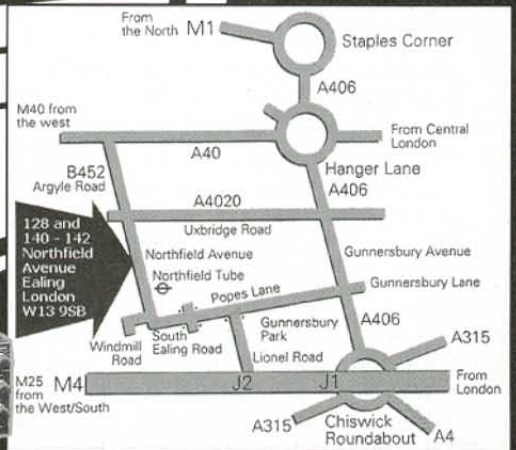 From
the North M1
Staples Corner
A406
M40 from
the west
From Central
London
A40
Hanger Lane
B452
Argyle Road
A406
A4020
Uxbridge Road
128 and
140 - 142
Northfield
Avenue
Ealing
London
W13 9SB
Northfield Avenue
Gunnersbury Avenue
Northfield Tube
Popes Lane
Gunnersbury Lane
Gunnersbury
Park
A406
South
Ealing Road
Windmill
Road
Lionel Road
A315
M25
from
the West/South
M4
J2
J1
From
London
A315
Chiswick
Roundabout
A4